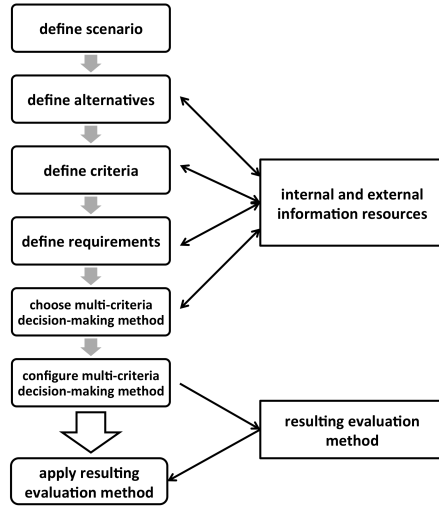 define scenario
define alternatives
define criteria
define requirements
choose multi-criteria
decision-making method
configure multi-criteria
decision-making method
apply resulting
evaluation method
internal and external
information resources
resulting evaluation
method